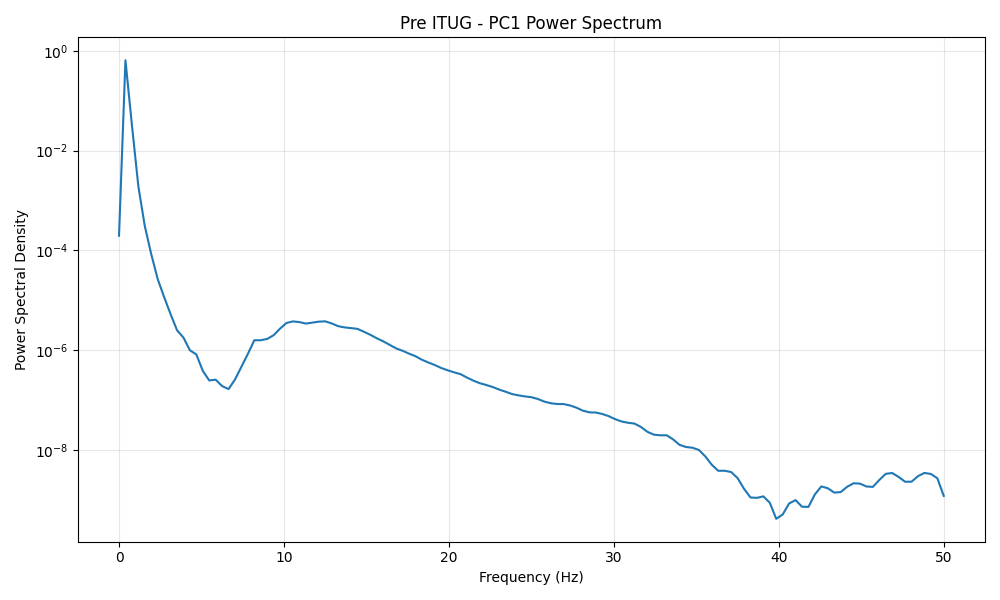 Pre ITUG - PC1 Power Spectrum
Power Spectral Density
10⁰
10⁻²
10⁻⁴
10⁻⁶
10⁻⁸
0 10 20 30 40 50
Frequency (Hz)